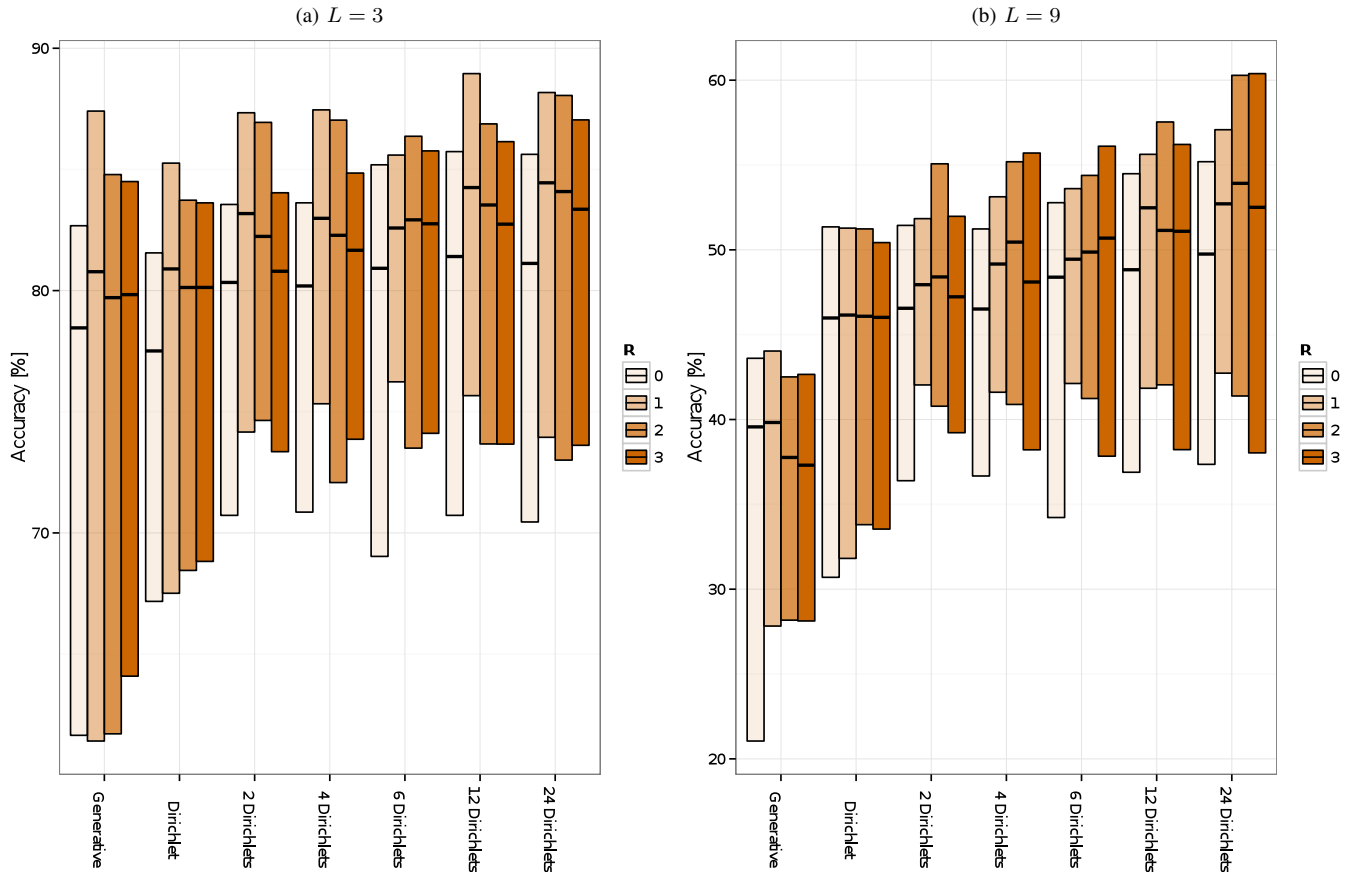 (a) L = 3
90
80
70
Accuracy [%]
Generative
Dirichlet
2 Dirichlets
4 Dirichlets
6 Dirichlets
12 Dirichlets
24 Dirichlets
R
0
1
2
3
(b) L = 9
60
50
40
30
20
Accuracy [%]
Generative
Dirichlet
2 Dirichlets
4 Dirichlets
6 Dirichlets
12 Dirichlets
24 Dirichlets
R
0
1
2
3